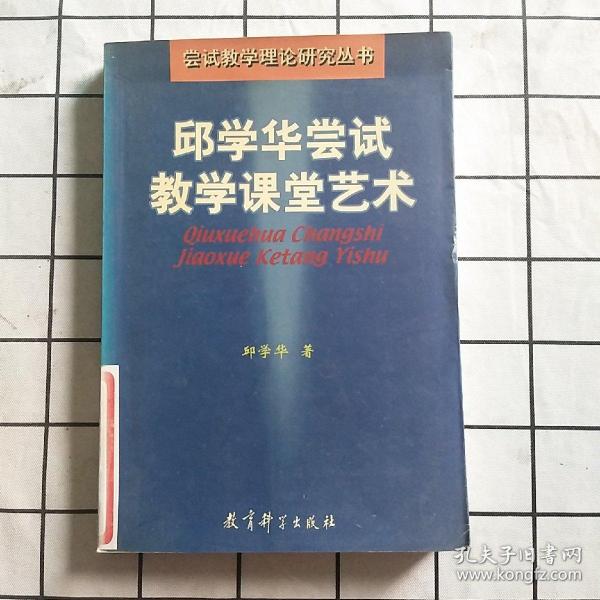 尝试教学理论研究丛书
邱学华尝试
教学课堂艺术
Qiuxuehua Changshi
Jiaoxue Ketang Yishu
邱学华 著
教育科学出版社
孔夫子旧书网
www.kongfz.com